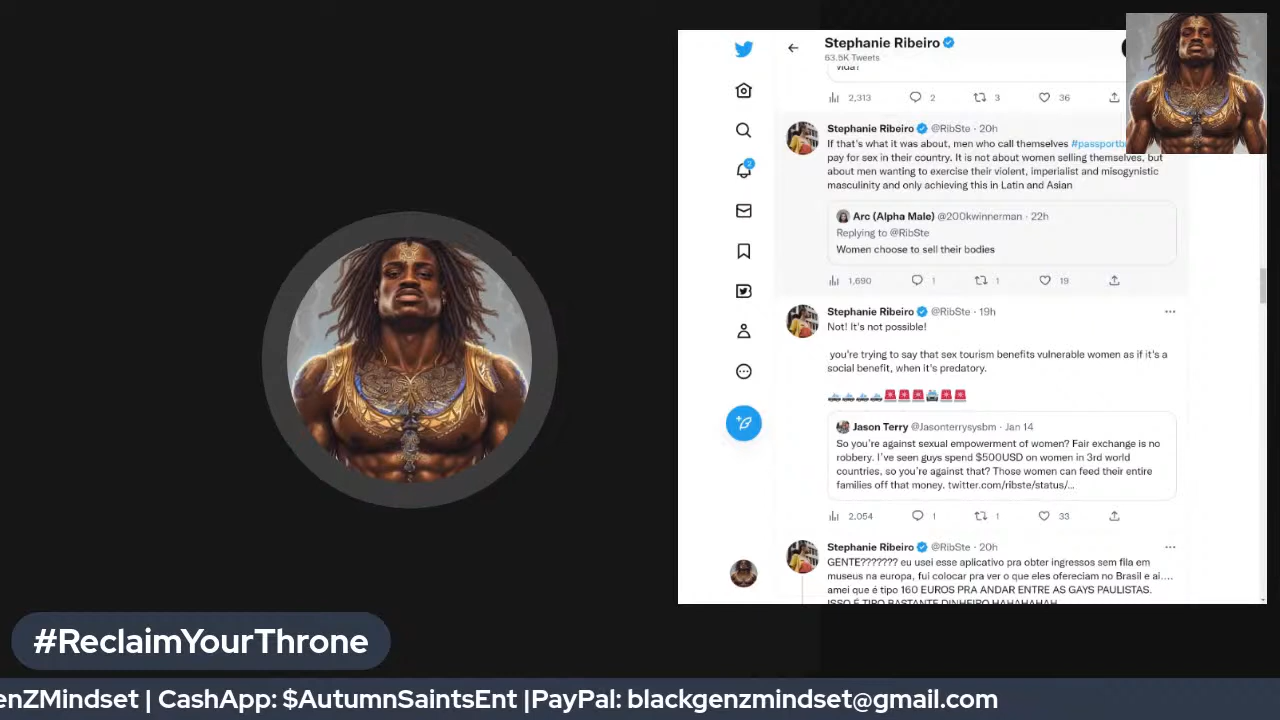 Stephanie Ribeiro
63.5K Tweets
2,313 2 3 36
Stephanie Ribeiro @RibSte · 20h
If that's what it was about, men who call themselves
pay for sex in their country. It is not about women selling themselves, but
about men wanting to exercise their violent, imperialist and misogynistic
masculinity and only achieving this in Latin and Asian
Arc (Alpha Male) @200kwinnerman · 22h
Replying to @RibSte
Women choose to sell their bodies
1,690 1 1 19
2
Stephanie Ribeiro @RibSte · 19h
Not! It's not possible!
you're trying to say that sex tourism benefits vulnerable women as if it's a
social benefit, when it's predatory.
Jason Terry @Jasonterrysysbm · Jan 14
So you're against sexual empowerment of women? Fair exchange is no
robbery. I've seen guys spend $500USD on women in 3rd world
countries, so you're against that? Those women can feed their entire
families off that money. twitter.com/ribste/status/...
2,054 1 1 33
Stephanie Ribeiro @RibSte · 20h
GENTE??????? eu usei esse aplicativo pra obter ingressos sem fila em
museus na europa, fui colocar pra ver o que eles ofereciam no Brasil e ai....
amei que é tipo 160 EUROS PRA ANDAR ENTRE AS GAYS PAULISTAS.
ISSO É TIPO BASTANTE DINHEIRO HAHAHAHAH
#ReclaimYourThrone
enZMindset | CashApp: $AutumnSaintsEnt |PayPal: blackgenzmindset@gmail.com